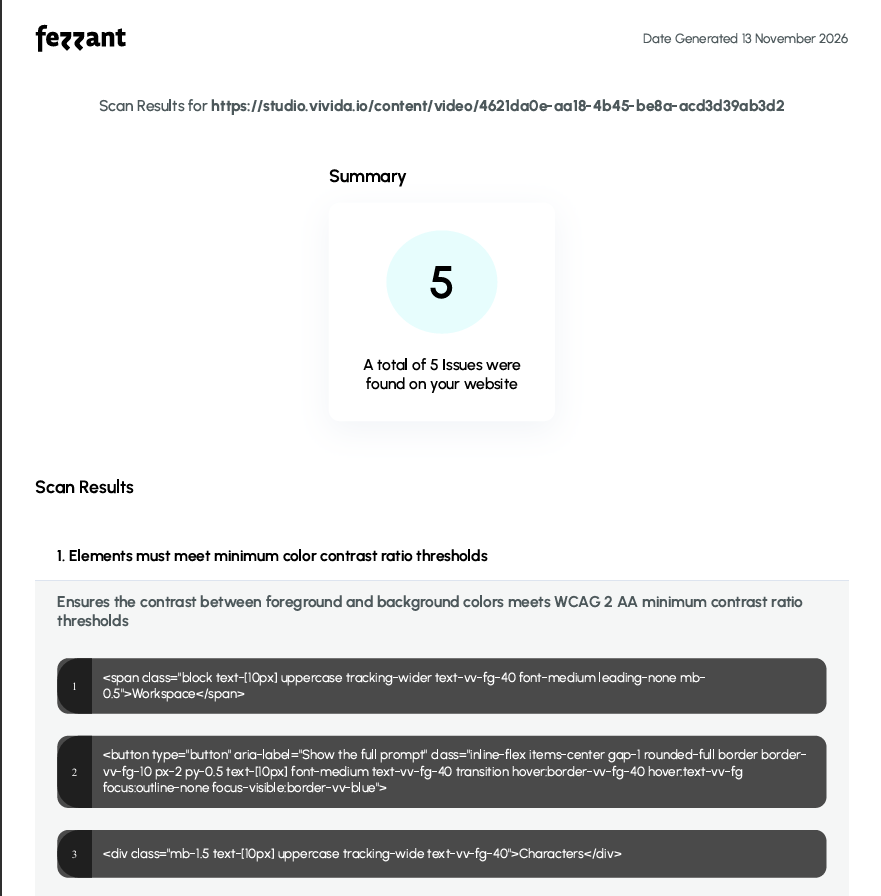 fezzant
Date Generated 13 November 2026
Scan Results for https://studio.vivida.io/content/video/4621da0e-aa18-4b45-be8a-acd3d39ab3d2
Summary
5
A total of 5 Issues were
found on your website
Scan Results
1. Elements must meet minimum color contrast ratio thresholds
Ensures the contrast between foreground and background colors meets WCAG 2 AA minimum contrast ratio
thresholds
1
<span class="block text-[10px] uppercase tracking-wider text-vv-fg-40 font-medium leading-none mb-
0.5">Workspace</span>
2
<button type="button" aria-label="Show the full prompt" class="inline-flex items-center gap-1 rounded-full border border-
vv-fg-10 px-2 py-0.5 text-[10px] font-medium text-vv-fg-40 transition hover:border-vv-fg-40 hover:text-vv-fg
focus:outline-none focus-visible:border-vv-blue">
3
<div class="mb-1.5 text-[10px] uppercase tracking-wide text-vv-fg-40">Characters</div>